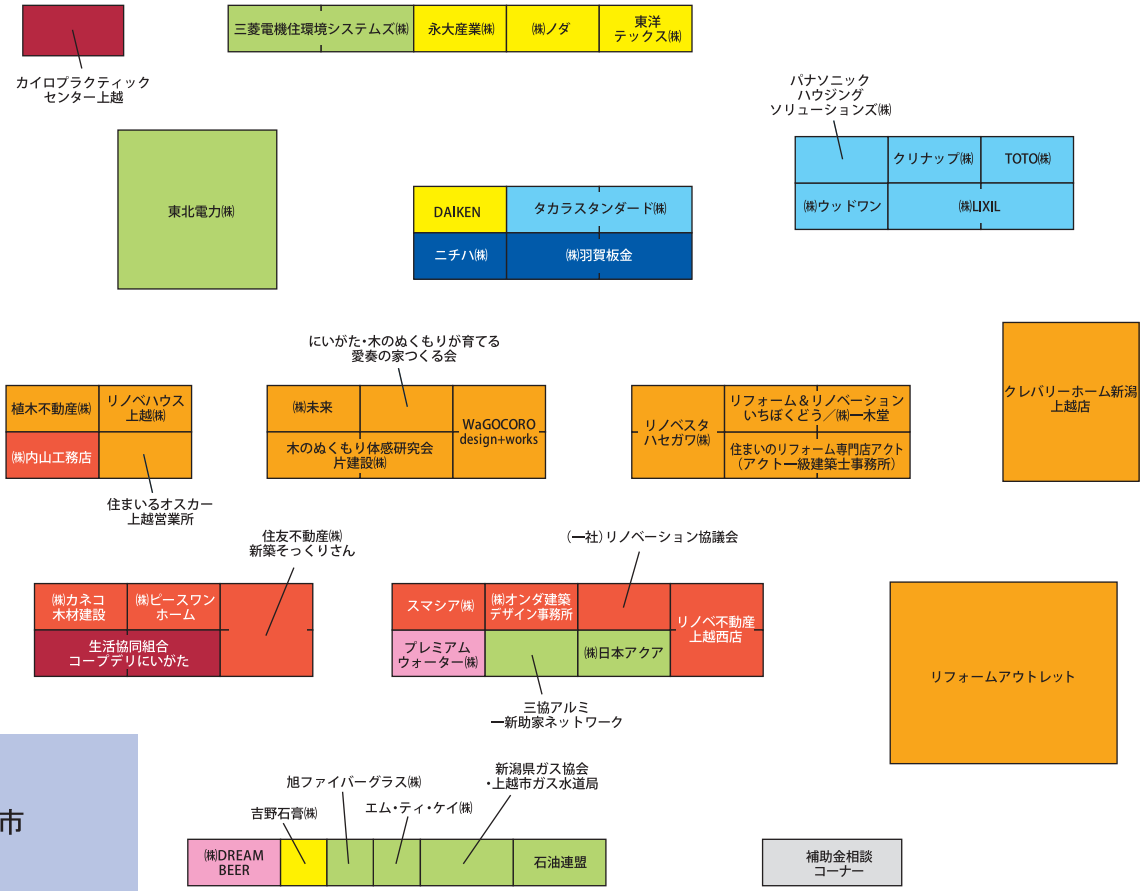 カイロプラクティック
センター上越
三菱電機住環境システムズ㈱
永大産業㈱
㈱ノダ
東洋
テックス㈱
パナソニック
ハウジング
ソリューションズ㈱
クリナップ㈱
TOTO㈱
㈱ウッドワン
㈱LIXIL
東北電力㈱
DAIKEN
タカラスタンダード㈱
ニチハ㈱
㈱羽賀板金
にいがた・木のぬくもりが育てる
愛奏の家つくる会
植木不動産㈱
リノベハウス
上越㈱
㈱内山工務店
住まいるオスカー
上越営業所
㈱未来
WaGOCORO
design+works
木のぬくもり体感研究会
片建設㈱
リノベスタ
ハセガワ㈱
リフォーム＆リノベーション
いちぼくどう／㈱一木堂
住まいのリフォーム専門店アクト
（アクト一級建築士事務所）
クレバリーホーム新潟
上越店
住友不動産㈱
新築そっくりさん
㈱カネコ
木材建設
㈱ピースワン
ホーム
生活協同組合
コープデリにいがた
（一社）リノベーション協議会
スマシア㈱
㈱オンダ建築
デザイン事務所
リノベ不動産
上越西店
プレミアム
ウォーター㈱
㈱日本アクア
三協アルミ
一新助家ネットワーク
リフォームアウトレット
市
旭ファイバーグラス㈱
吉野石膏㈱
エム・ティ・ケイ㈱
新潟県ガス協会
・上越市ガス水道局
㈱DREAM
BEER
石油連盟
補助金相談
コーナー